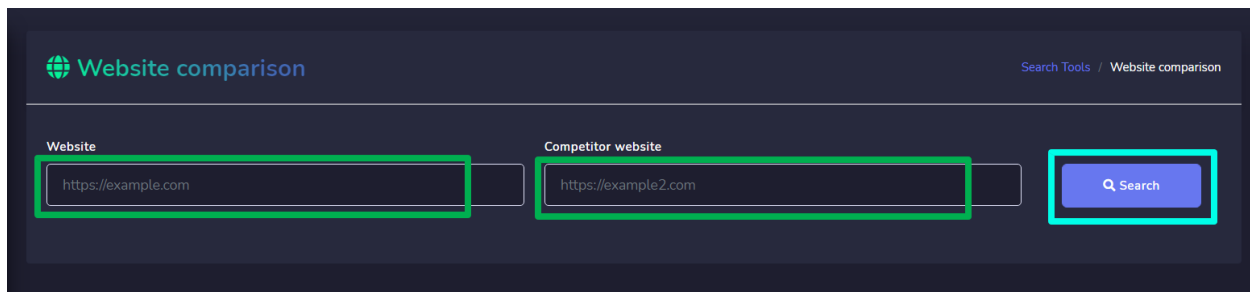 Website comparison
Search Tools / Website comparison
Website
Competitor website
https://example.com
https://example2.com
Search